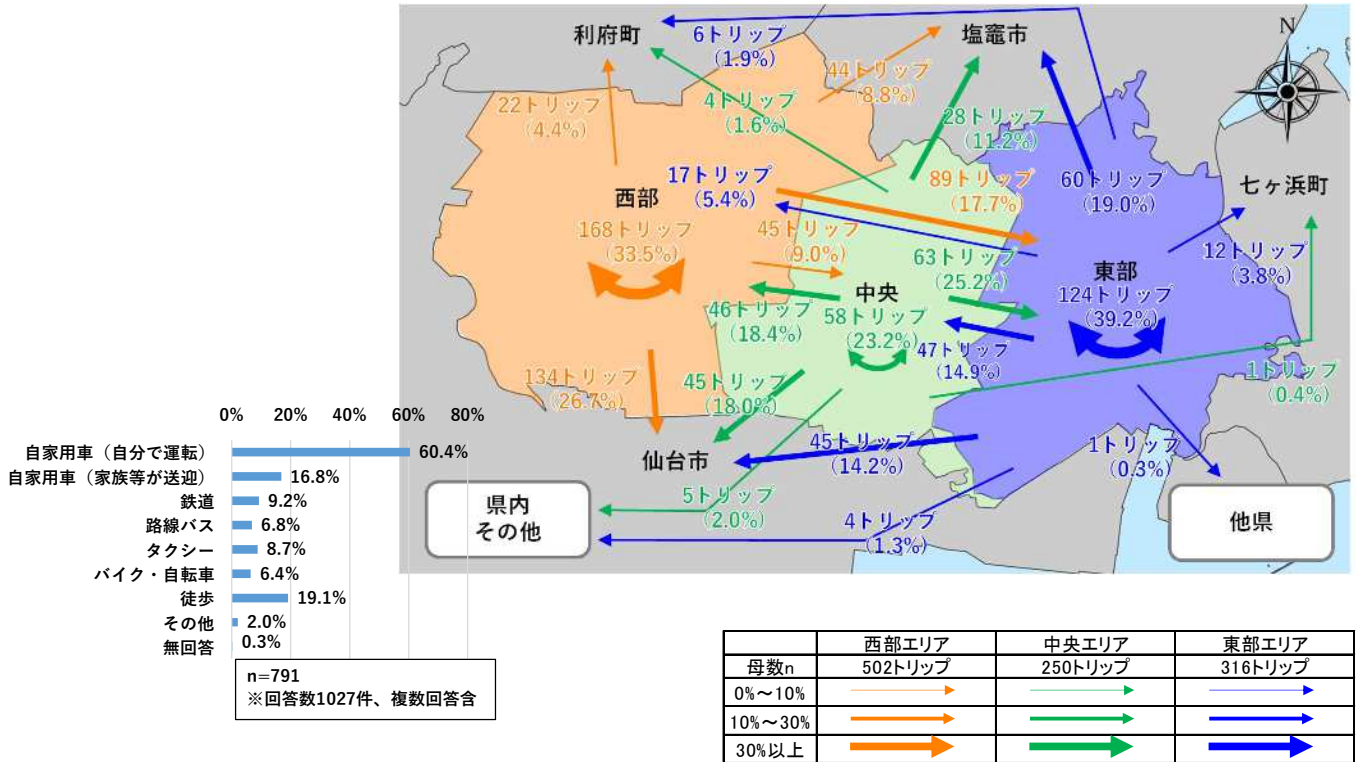 利府町
6トリップ
(1.9%)
塩竈市
N
44トリップ
(8.8%)
22トリップ
(4.4%)
4トリップ
(1.6%)
28トリップ
(11.2%)
17トリップ
(5.4%)
89トリップ
(17.7%)
60トリップ
(19.0%)
七ヶ浜町
西部
168トリップ
(33.5%)
45トリップ
(9.0%)
63トリップ
(25.2%)
12トリップ
(3.8%)
東部
124トリップ
(39.2%)
中央
58トリップ
(23.2%)
46トリップ
(18.4%)
47トリップ
(14.9%)
134トリップ
(26.7%)
45トリップ
(18.0%)
1トリップ
(0.4%)
仙台市
45トリップ
(14.2%)
1トリップ
(0.3%)
県内
その他
5トリップ
(2.0%)
4トリップ
(1.3%)
他県
0% 20% 40% 60% 80%
自家用車（自分で運転） 60.4%
自家用車（家族等が送迎） 16.8%
鉄道 9.2%
路線バス 6.8%
タクシー 8.7%
バイク・自転車 6.4%
徒歩 19.1%
その他 2.0%
無回答 0.3%
n=791
※回答数1027件、複数回答含
西部エリア 中央エリア 東部エリア
母数n 502トリップ 250トリップ 316トリップ
0%～10%
10%～30%
30%以上